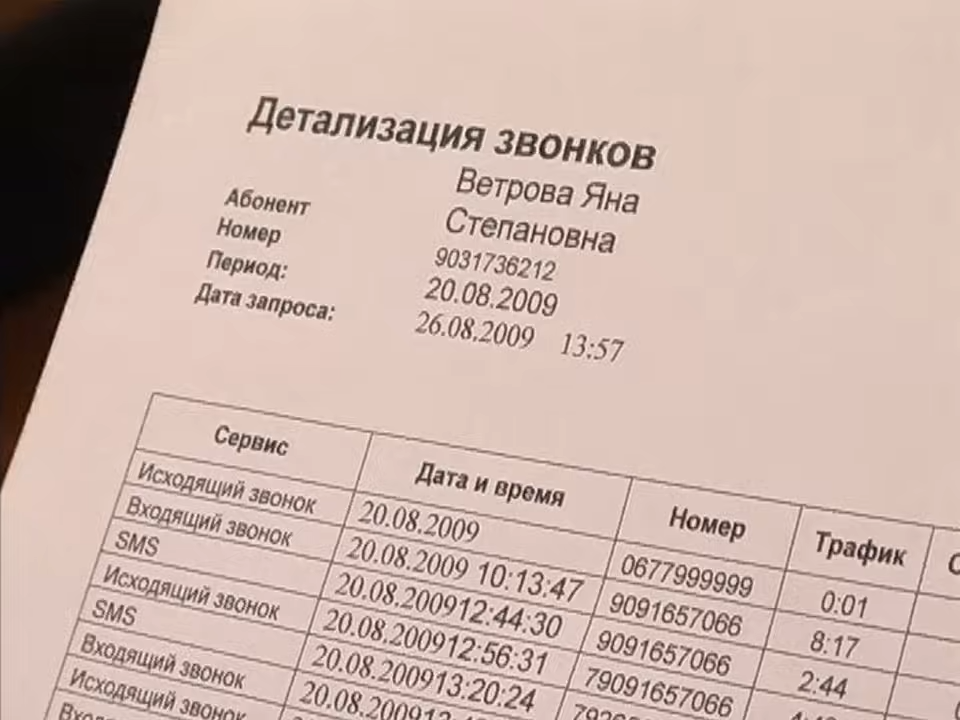 Детализация звонков
Абонент Ветрова Яна
Степановна
Номер 9031736212
Период: 20.08.2009
Дата запроса: 26.08.2009 13:57
Сервис Дата и время Номер Трафик
Исходящий звонок 20.08.2009 0677999999 0:01
Входящий звонок 20.08.2009 10:13:47 9091657066 8:17
SMS 20.08.200912:44:30 9091657066 2:44
Исходящий звонок 20.08.200912:56:31 79091657066
SMS 20.08.200913:20:24
Входящий звонок
Исходящий звонок